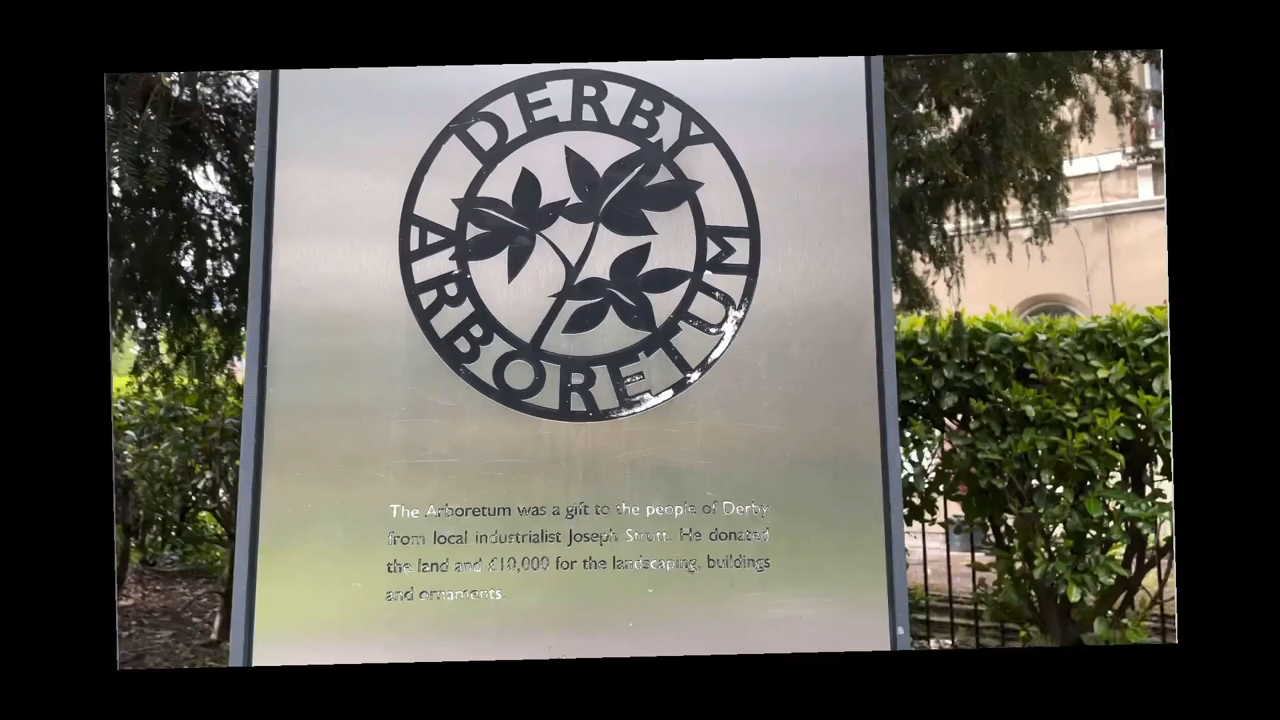 DERBY
ARBORETUM
The Arboretum was a gift to the people of Derby
from local industrialist Joseph Strutt. He donated
the land and £10,000 for the landscaping, buildings
and ornaments.